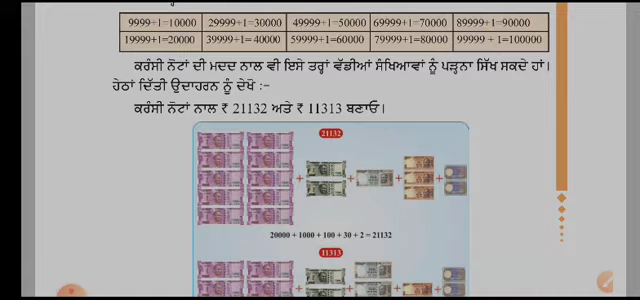 9999+1=10000 29999+1=30000 49999+1=50000 69999+1=70000 89999+1=90000
19999+1=20000 39999+1= 40000 59999+1=60000 79999+1=80000 99999 + 1=100000
ਕਰੰਸੀ ਨੋਟਾਂ ਦੀ ਮਦਦ ਨਾਲ ਵੀ ਇਸੇ ਤਰ੍ਹਾਂ ਵੱਡੀਆਂ ਸੰਖਿਆਵਾਂ ਨੂੰ ਪੜ੍ਹਨਾ ਸਿੱਖ ਸਕਦੇ ਹਾਂ।
ਹੇਠਾਂ ਦਿੱਤੀ ਉਦਾਹਰਨ ਨੂੰ ਦੇਖੋ :-
ਕਰੰਸੀ ਨੋਟਾਂ ਨਾਲ ₹ 21132 ਅਤੇ ₹ 11313 ਬਣਾਓ।
21132
+ + + +
20000 + 1000 + 100 + 30 + 2 = 21132
11313
+ + + +